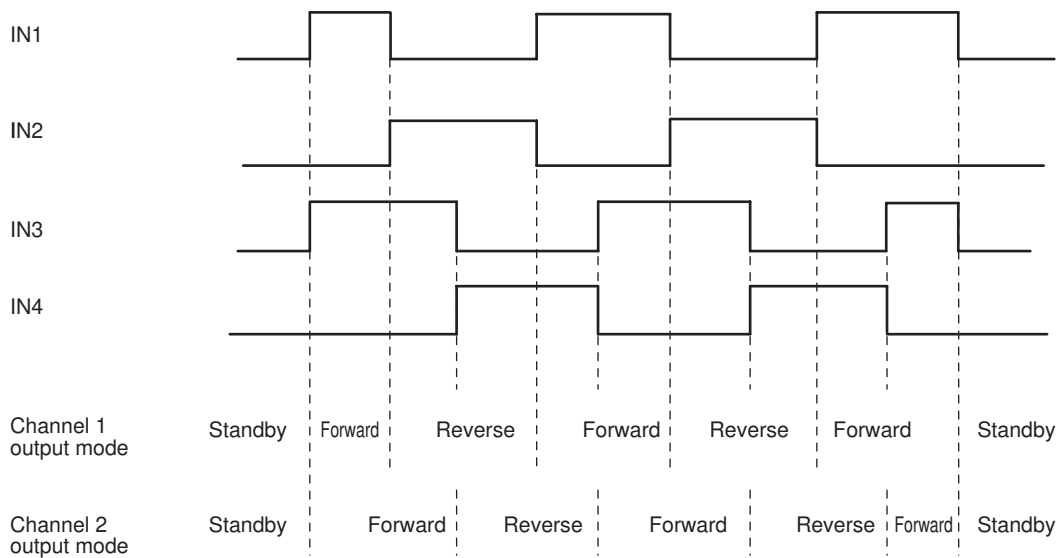 IN1
IN2
IN3
IN4
Channel 1
output mode
Standby Forward Reverse Forward Reverse Forward Standby
Channel 2
output mode
Standby Forward Reverse Forward Reverse Forward Standby